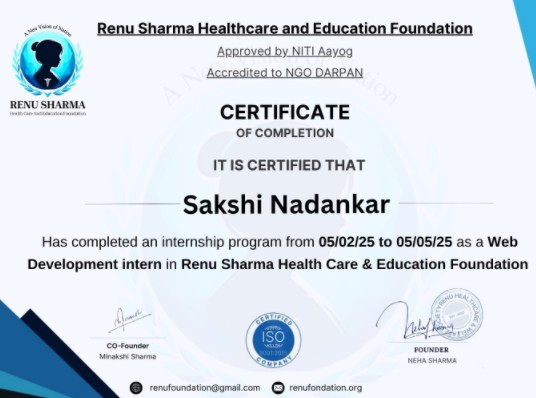 Renu Sharma Healthcare and Education Foundation
Approved by NITI Aayog
Accredited to NGO DARPAN
A New Vision of Nation
RENU SHARMA
Health Care And Education Foundation
CERTIFICATE
OF COMPLETION
IT IS CERTIFIED THAT
Sakshi Nadankar
Has completed an internship program from 05/02/25 to 05/05/25 as a Web
Development intern in Renu Sharma Health Care & Education Foundation
CO-Founder
Minakshi Sharma
CERTIFIED
ISO
COMPANY
FOUNDER
NEHA SHARMA
renufoundation@gmail.com
renufondation.org